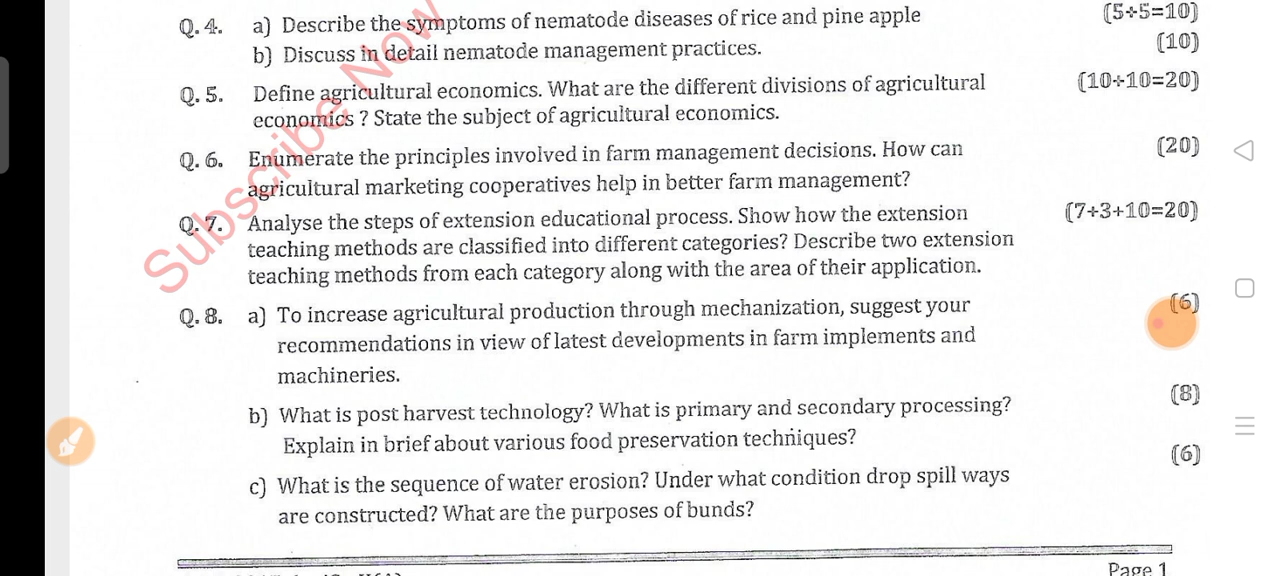 Q. 4. a) Describe the symptoms of nematode diseases of rice and pine apple (5÷5=10)
b) Discuss in detail nematode management practices. (10)
Q. 5. Define agricultural economics. What are the different divisions of agricultural (10÷10=20)
economics ? State the subject of agricultural economics.
Q. 6. Enumerate the principles involved in farm management decisions. How can (20)
agricultural marketing cooperatives help in better farm management?
Q. 7. Analyse the steps of extension educational process. Show how the extension (7÷3+10=20)
teaching methods are classified into different categories? Describe two extension
teaching methods from each category along with the area of their application.
Q. 8. a) To increase agricultural production through mechanization, suggest your (6)
recommendations in view of latest developments in farm implements and
machineries.
b) What is post harvest technology? What is primary and secondary processing? (8)
Explain in brief about various food preservation techniques?
c) What is the sequence of water erosion? Under what condition drop spill ways (6)
are constructed? What are the purposes of bunds?
Page 1
Subscribe Now